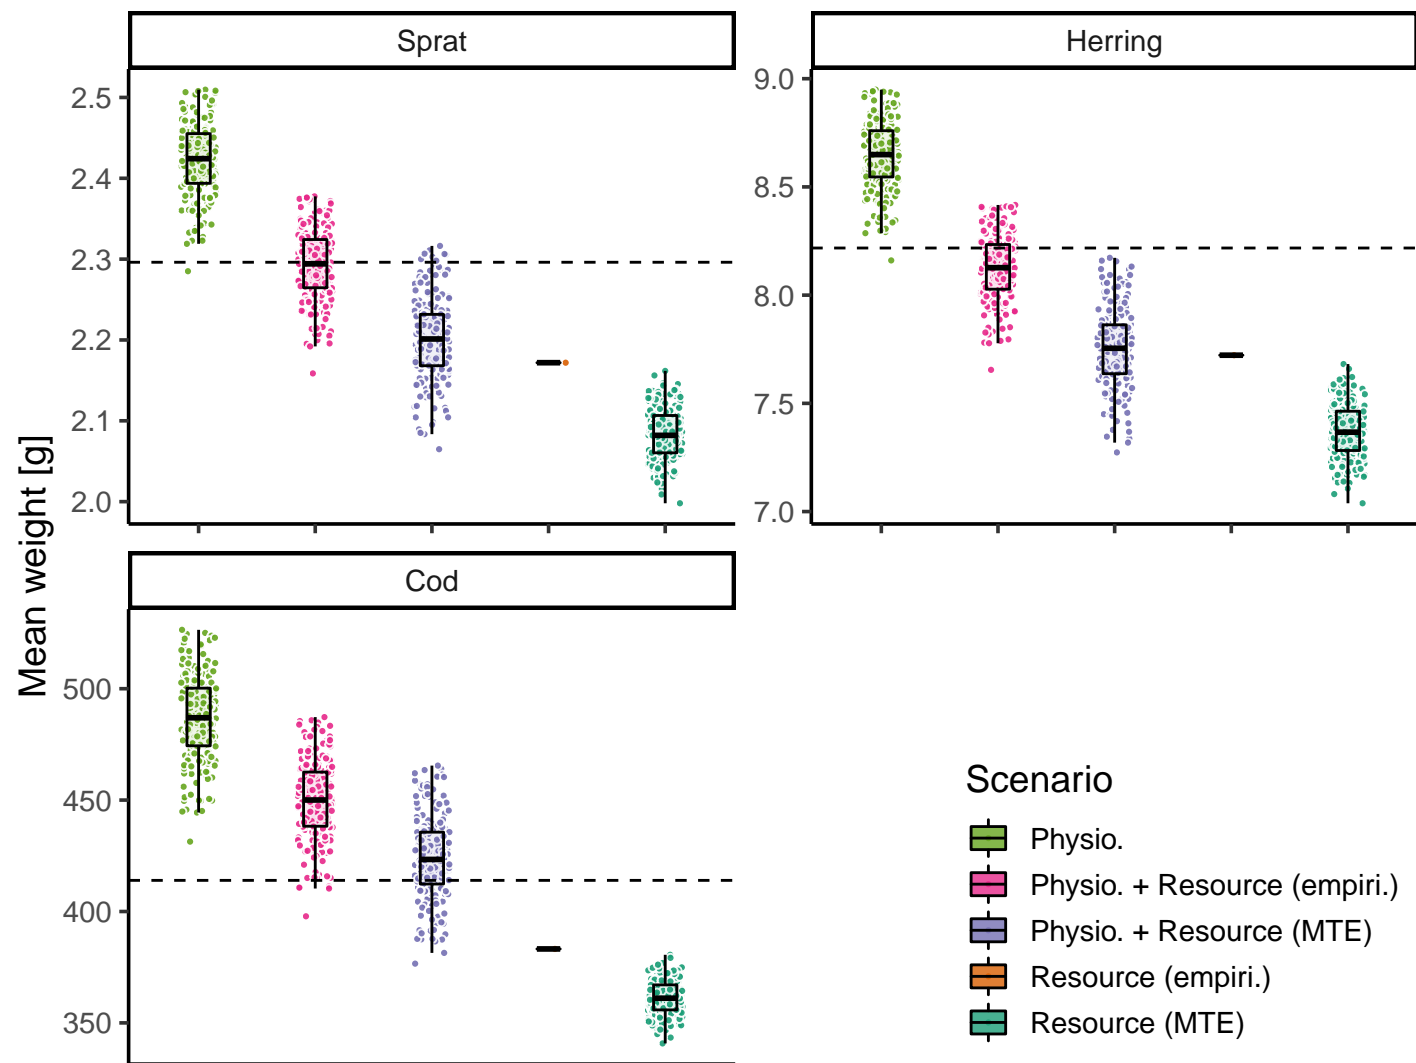 Sprat
Herring
2.5
2.4
2.3
2.2
2.1
2.0
9.0
8.5
8.0
7.5
7.0
Mean weight [g]
Cod
500
450
400
350
Scenario
Physio.
Physio. + Resource (empiri.)
Physio. + Resource (MTE)
Resource (empiri.)
Resource (MTE)